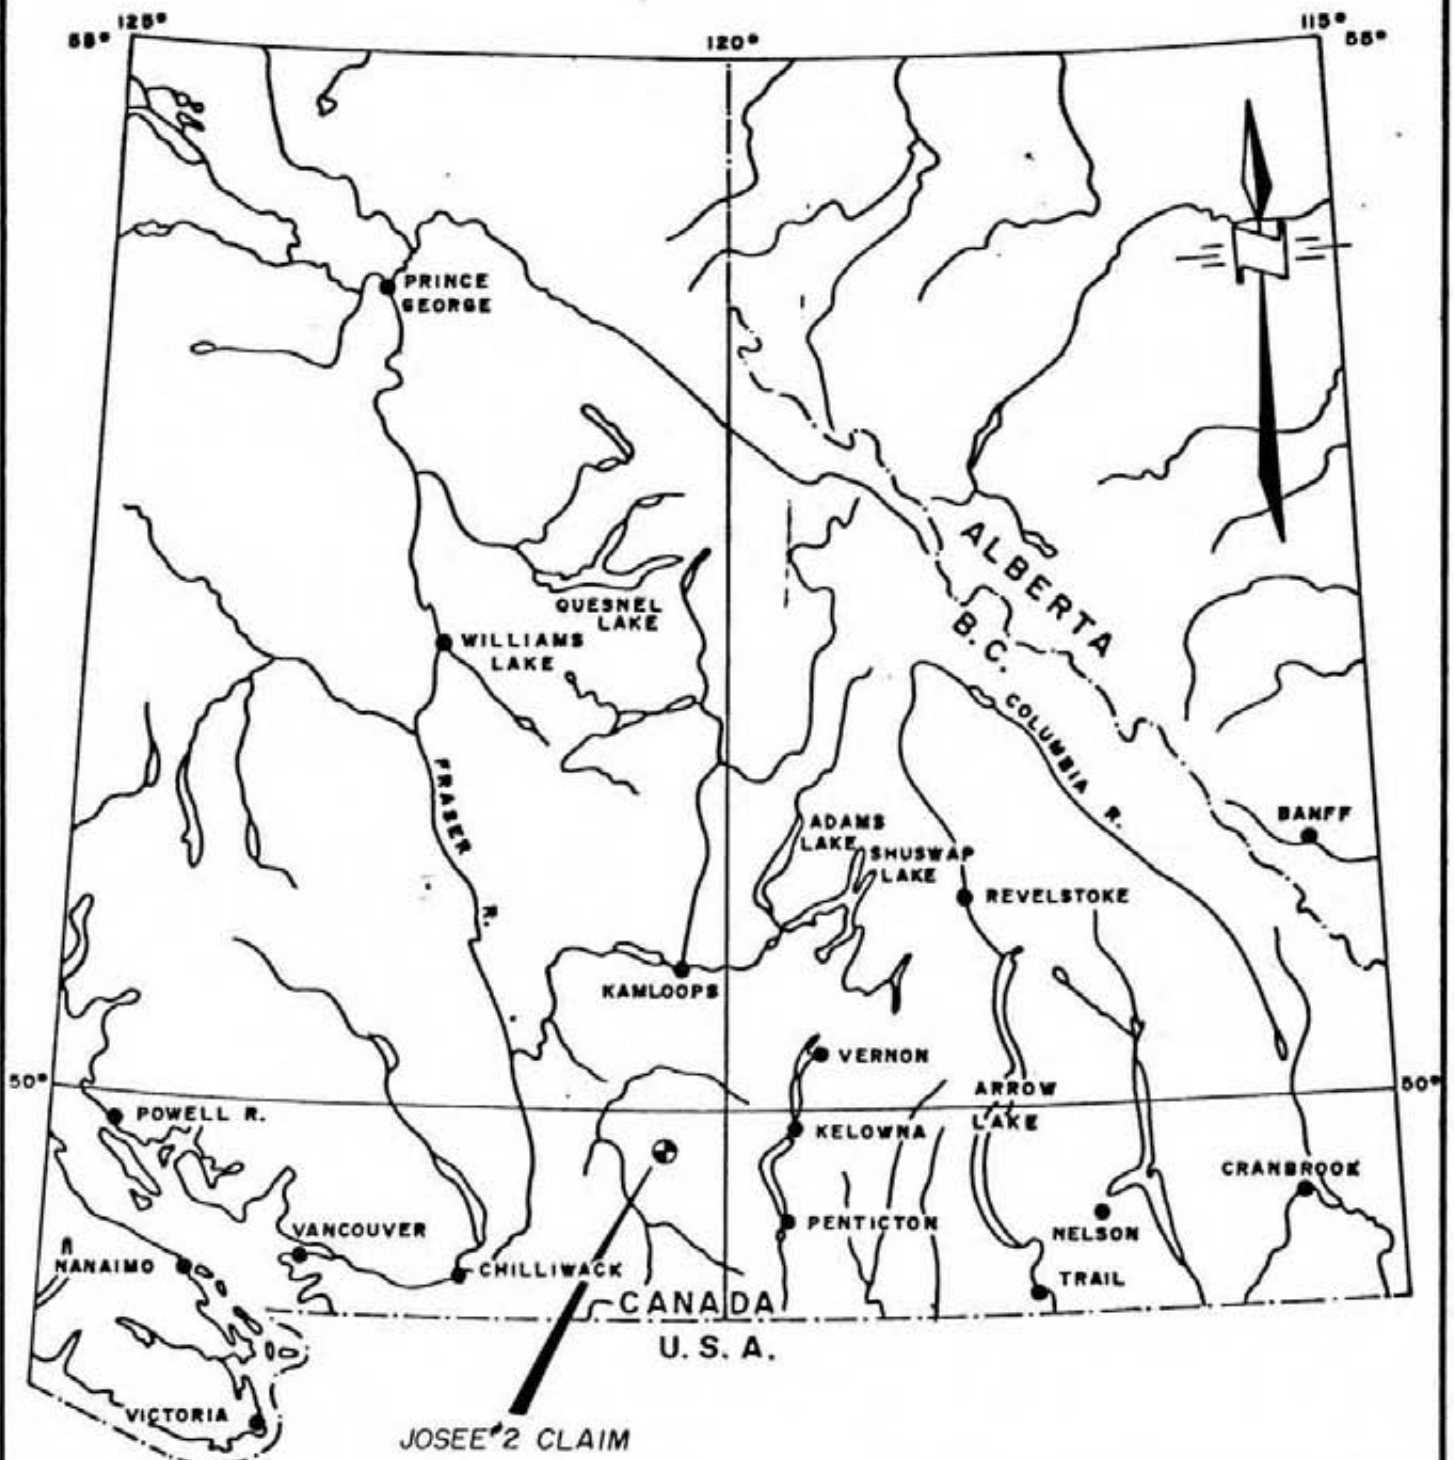 125°
55°
120°
115°
55°
PRINCE
GEORGE
ALBERTA
B.C.
QUESNEL
LAKE
WILLIAMS
LAKE
COLUMBIA R.
FRASER R.
BANFF
ADAMS
LAKE
SHUSWAP
LAKE
REVELSTOKE
KAMLOOPS
VERNON
50°
50°
ARROW
LAKE
POWELL R.
KELOWNA
CRANBROOK
VANCOUVER
PENTICTON
NELSON
NANAIMO
CHILLIWACK
TRAIL
CANADA
U.S.A.
VICTORIA
JOSEE #2 CLAIM